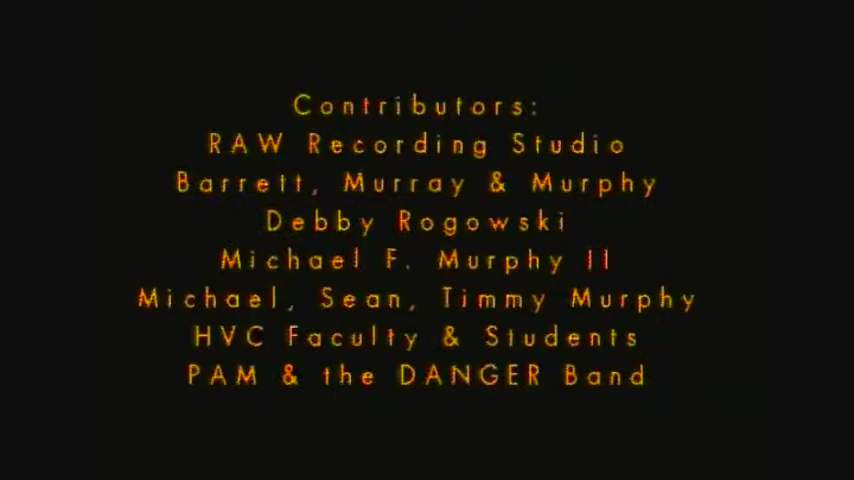 Contributors:
RAW Recording Studio
Barrett, Murray & Murphy
Debby Rogowski
Michael F. Murphy II
Michael, Sean, Timmy Murphy
HVC Faculty & Students
PAM & the DANGER Band